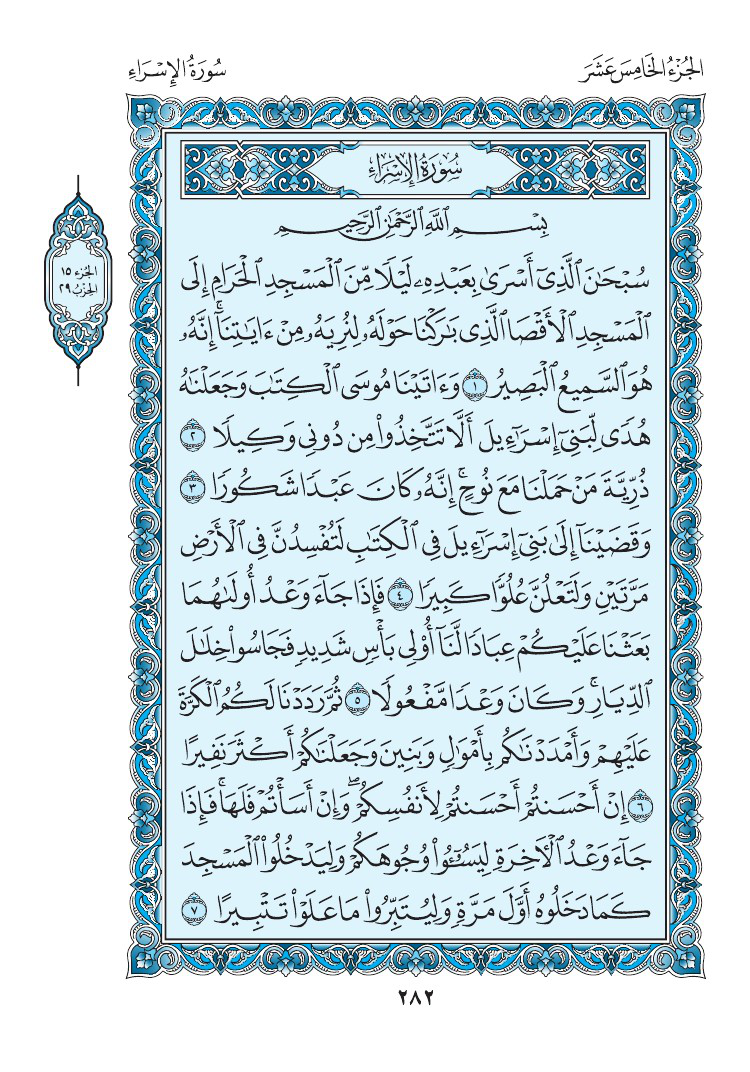 الجُزْءُ الخَامِسَ عَشَرَ
سُورَةُ الإِسْرَاءِ
سُورَةُ الإِسْرَاءِ
الجُزْء ١٥
الحِزْبُ ٢٩
بِسْمِ ٱللَّهِ ٱلرَّحْمَٰنِ ٱلرَّحِيمِ
سُبْحَٰنَ ٱلَّذِىٓ أَسْرَىٰ بِعَبْدِهِۦ لَيْلًا مِّنَ ٱلْمَسْجِدِ ٱلْحَرَامِ إِلَى
ٱلْمَسْجِدِ ٱلْأَقْصَا ٱلَّذِى بَٰرَكْنَا حَوْلَهُۥ لِنُرِيَهُۥ مِنْ ءَايَٰتِنَآۚ إِنَّهُۥ
هُوَ ٱلسَّمِيعُ ٱلْبَصِيرُ ١ وَءَاتَيْنَا مُوسَى ٱلْكِتَٰبَ وَجَعَلْنَٰهُ
هُدًى لِّبَنِىٓ إِسْرَٰٓءِيلَ أَلَّا تَتَّخِذُوا۟ مِن دُونِى وَكِيلًا ٢
ذُرِّيَّةَ مَنْ حَمَلْنَا مَعَ نُوحٍۚ إِنَّهُۥ كَانَ عَبْدًا شَكُورًا ٣
وَقَضَيْنَآ إِلَىٰ بَنِىٓ إِسْرَٰٓءِيلَ فِى ٱلْكِتَٰبِ لَتُفْسِدُنَّ فِى ٱلْأَرْضِ
مَرَّتَيْنِ وَلَتَعْلُنَّ عُلُوًّا كَبِيرًا ٤ فَإِذَا جَآءَ وَعْدُ أُولَىٰهُمَا
بَعَثْنَا عَلَيْكُمْ عِبَادًا لَّنَآ أُو۟لِى بَأْسٍ شَدِيدٍ فَجَاسُوا۟ خِلَٰلَ
ٱلدِّيَارِۚ وَكَانَ وَعْدًا مَّفْعُولًا ٥ ثُمَّ رَدَدْنَا لَكُمُ ٱلْكَرَّةَ
عَلَيْهِمْ وَأَمْدَدْنَٰكُم بِأَمْوَٰلٍ وَبَنِينَ وَجَعَلْنَٰكُمْ أَكْثَرَ نَفِيرًا
٦ إِنْ أَحْسَنتُمْ أَحْسَنتُمْ لِأَنفُسِكُمْۖ وَإِنْ أَسَأْتُمْ فَلَهَاۚ فَإِذَا
جَآءَ وَعْدُ ٱلْءَاخِرَةِ لِيَسُۥٓـُٔوا۟ وُجُوهَكُمْ وَلِيَدْخُلُوا۟ ٱلْمَسْجِدَ
كَمَا دَخَلُوهُ أَوَّلَ مَرَّةٍ وَلِيُتَبِّرُوا۟ مَا عَلَوْا۟ تَتْبِيرًا ٧
٢٨٢